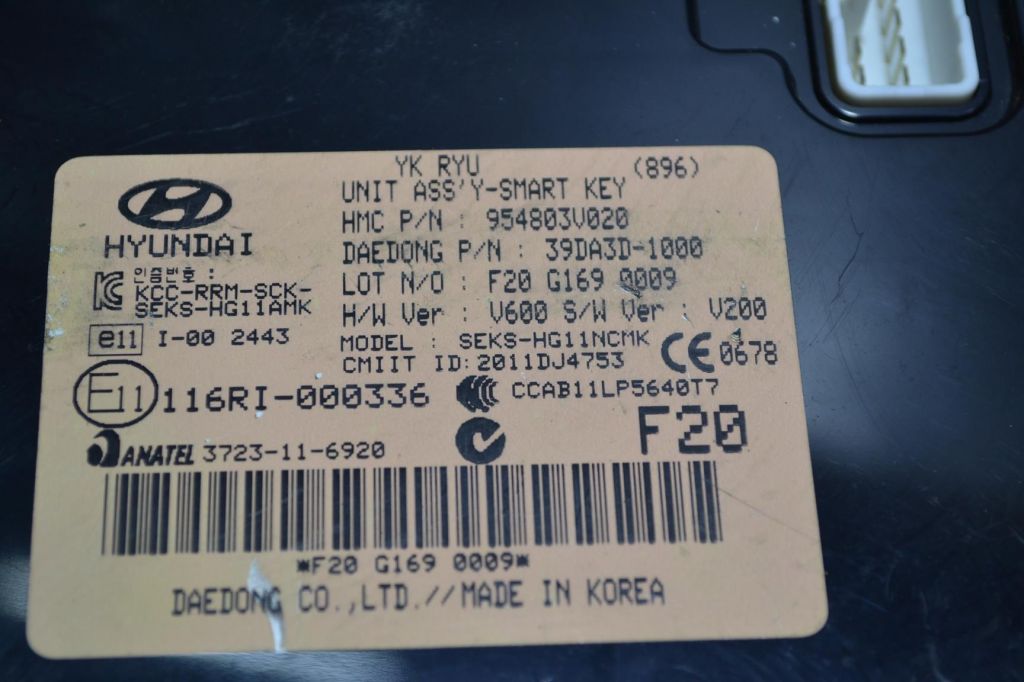 YK RYU (896)
UNIT ASS'Y-SMART KEY
HYUNDAI
HMC P/N : 954803V020
DAEDONG P/N : 39DA3D-1000
LOT N/O : F20 G169 0009
H/W Ver : V600 S/W Ver : V200
인증번호 :
KCC-RRM-SCK-
SEKS-HG11AMK
MODEL : SEKS-HG11NCMK
CMIIT ID: 2011DJ4753
CE 0678
e11 I-00 2443
E11 116RI-000336
CCAB11LP5640T7
F20
ANATEL 3723-11-6920
*F20 G169 0009*
DAEDONG CO.,LTD.//MADE IN KOREA